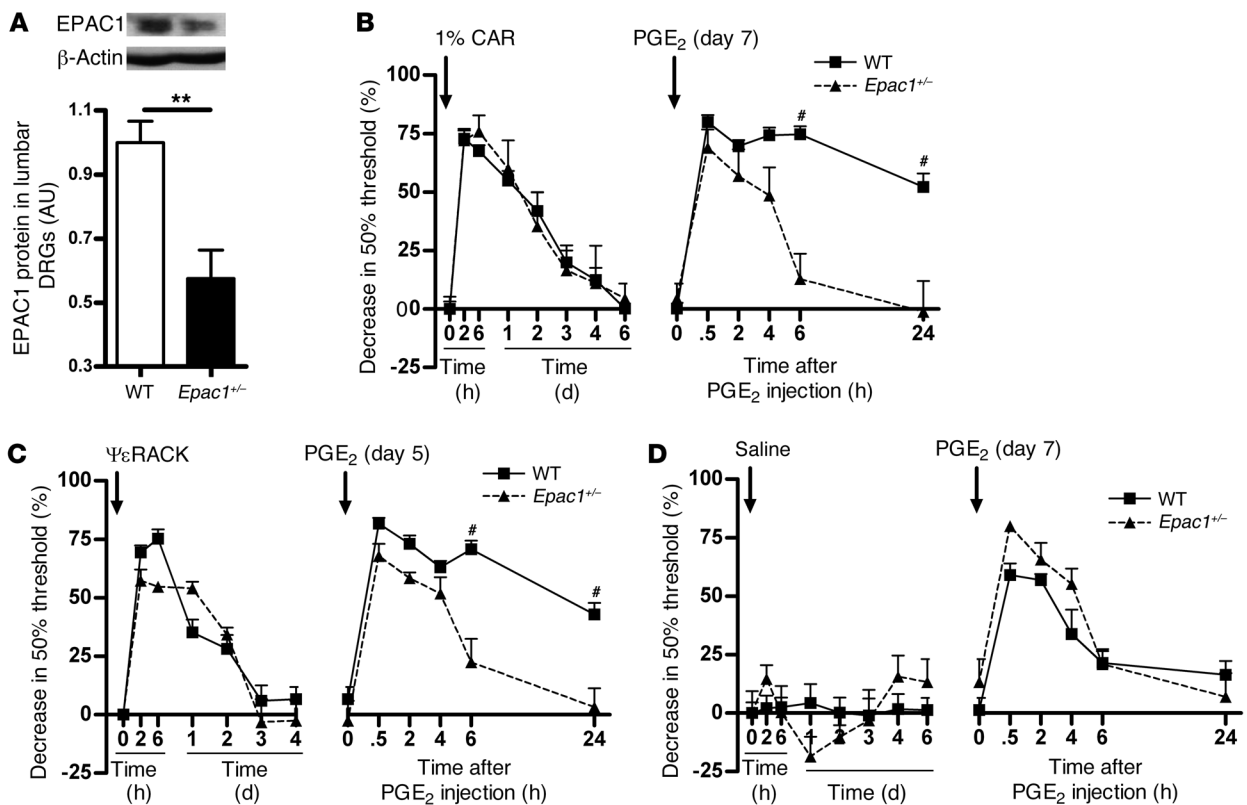 A
EPAC1
β-Actin
**
EPAC1 protein in lumbar
DRGs (AU)
1.1
0.9
0.7
0.5
0.3
WT
Epac1+/–
B
1% CAR
PGE2 (day 7)
WT
Epac1+/–
Decrease in 50% threshold (%)
100
75
50
25
0
-25
0 2 6 1 2 3 4 6
Time
(h)
Time
(d)
#
#
0 0 .5 2 4 6 24
Time after
PGE2 injection (h)
C
ΨεRACK
PGE2 (day 5)
WT
Epac1+/–
Decrease in 50% threshold (%)
100
75
50
25
0
-25
0 2 6 1 2 3 4
Time
(h)
Time
(d)
#
#
0 .5 2 4 6 24
Time after
PGE2 injection (h)
D
Saline
PGE2 (day 7)
WT
Epac1+/–
Decrease in 50% threshold (%)
100
75
50
25
0
-25
0 2 6 1 2 3 4 6
Time
(h)
Time (d)
0 .5 2 4 6 24
Time after
PGE2 injection (h)